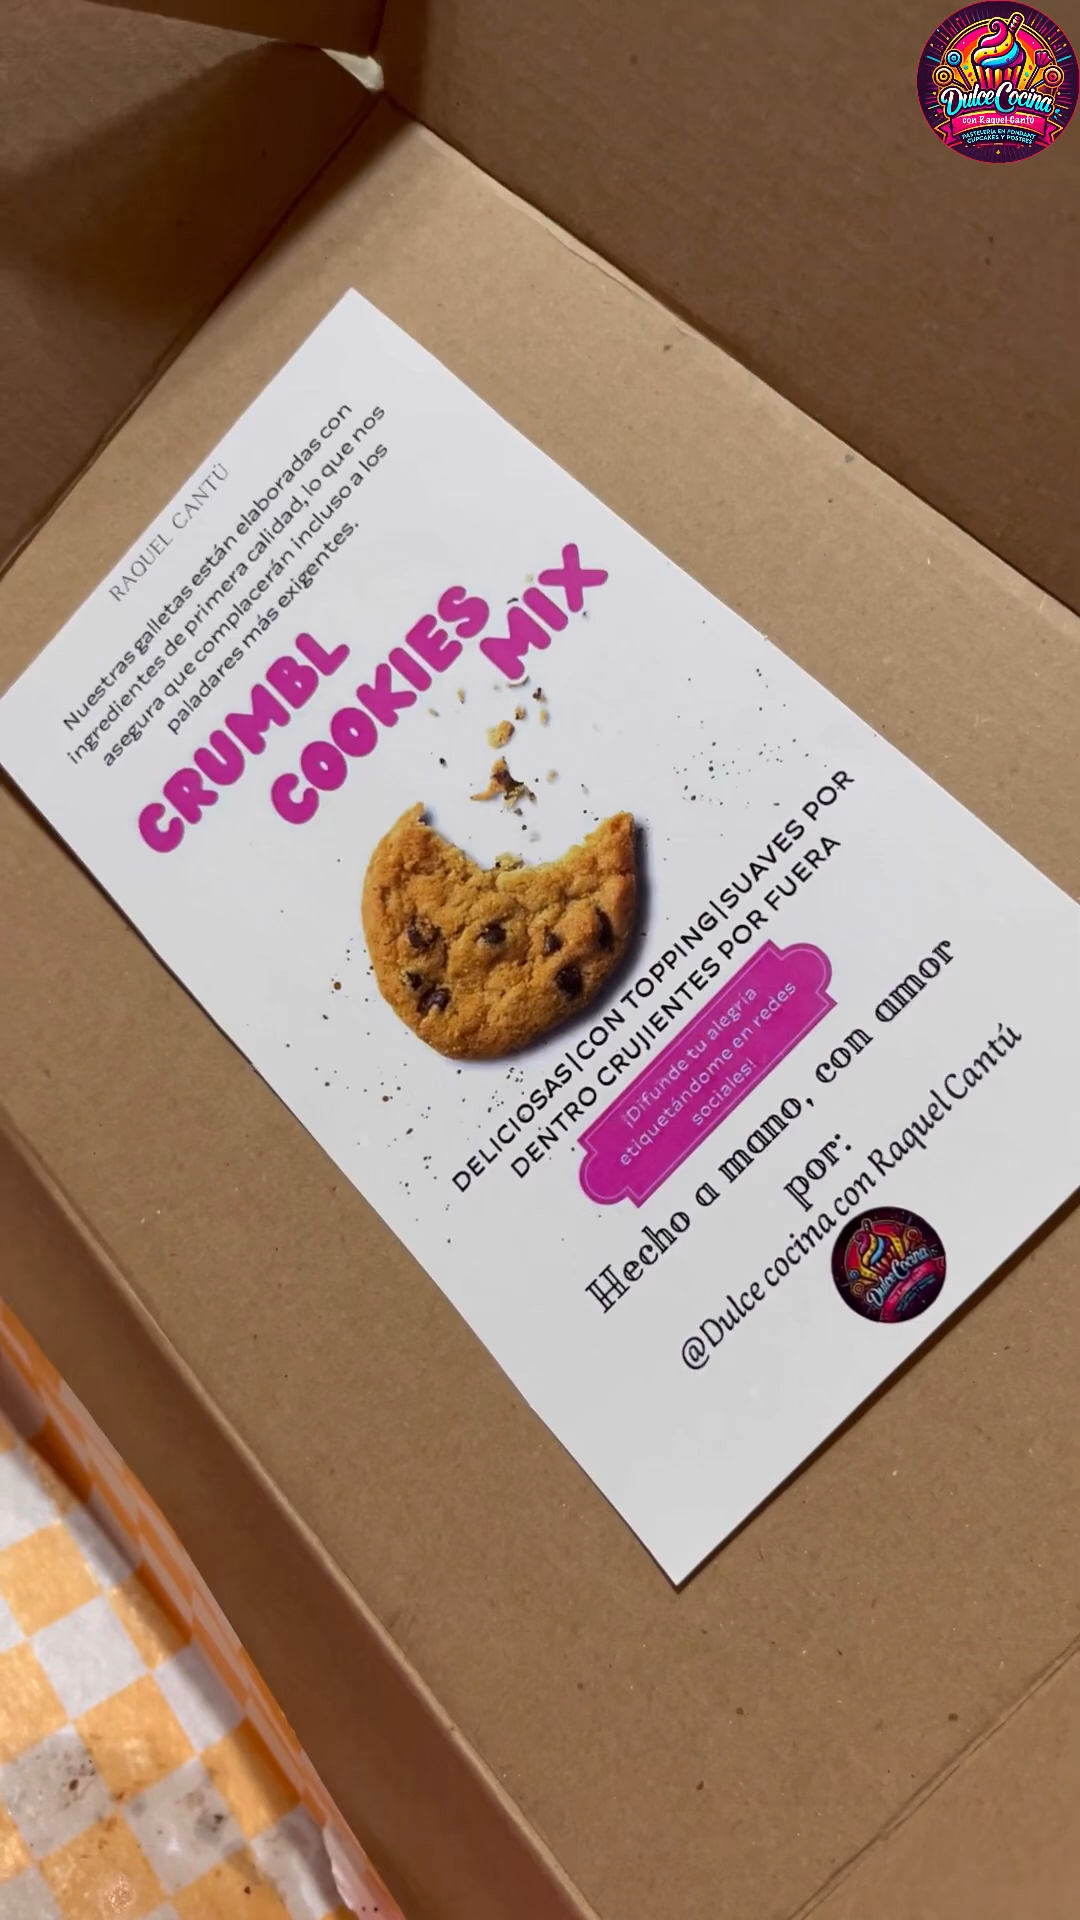 DulceCocina
con Raquel Cantú
PASTELERÍA EN FONDANT
CUPCAKES Y POSTRES
RAQUEL CANTÚ
Nuestras galletas están elaboradas con
ingredientes de primera calidad, lo que nos
asegura que complacerán incluso a los
paladares más exigentes.
CRUMBL
COOKIES
MIX
DELICIOSAS|CON TOPPING|SUAVES POR
DENTRO CRUJIENTES POR FUERA
¡Difunde tu alegría
etiquetándome en redes
sociales!
Hecho a mano, con amor
por:
@Dulce cocina con Raquel Cantú
DulceCocina